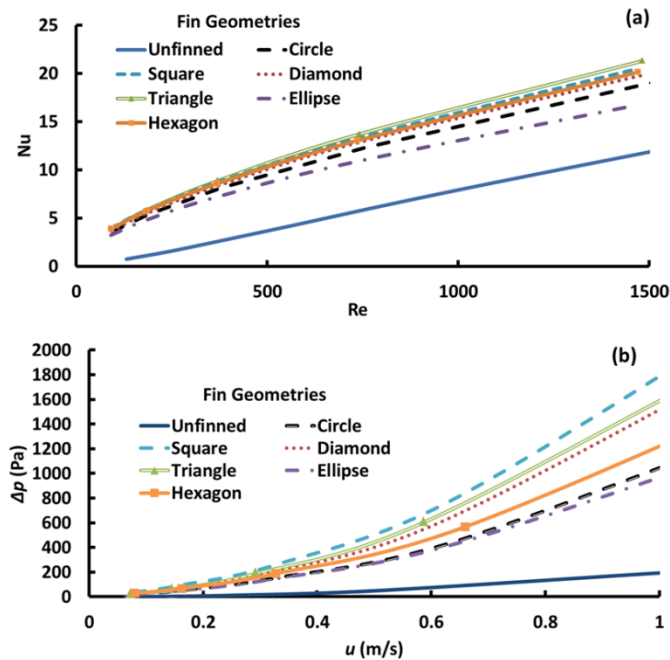 (a)
Fin Geometries
Unfinned Circle
Square Diamond
Triangle Ellipse
Hexagon
25
20
15
10
5
0
Nu
0 500 1000 1500
Re
(b)
Fin Geometries
Unfinned Circle
Square Diamond
Triangle Ellipse
Hexagon
2000
1800
1600
1400
1200
1000
800
600
400
200
0
Δp (Pa)
0 0.2 0.4 0.6 0.8 1
u (m/s)